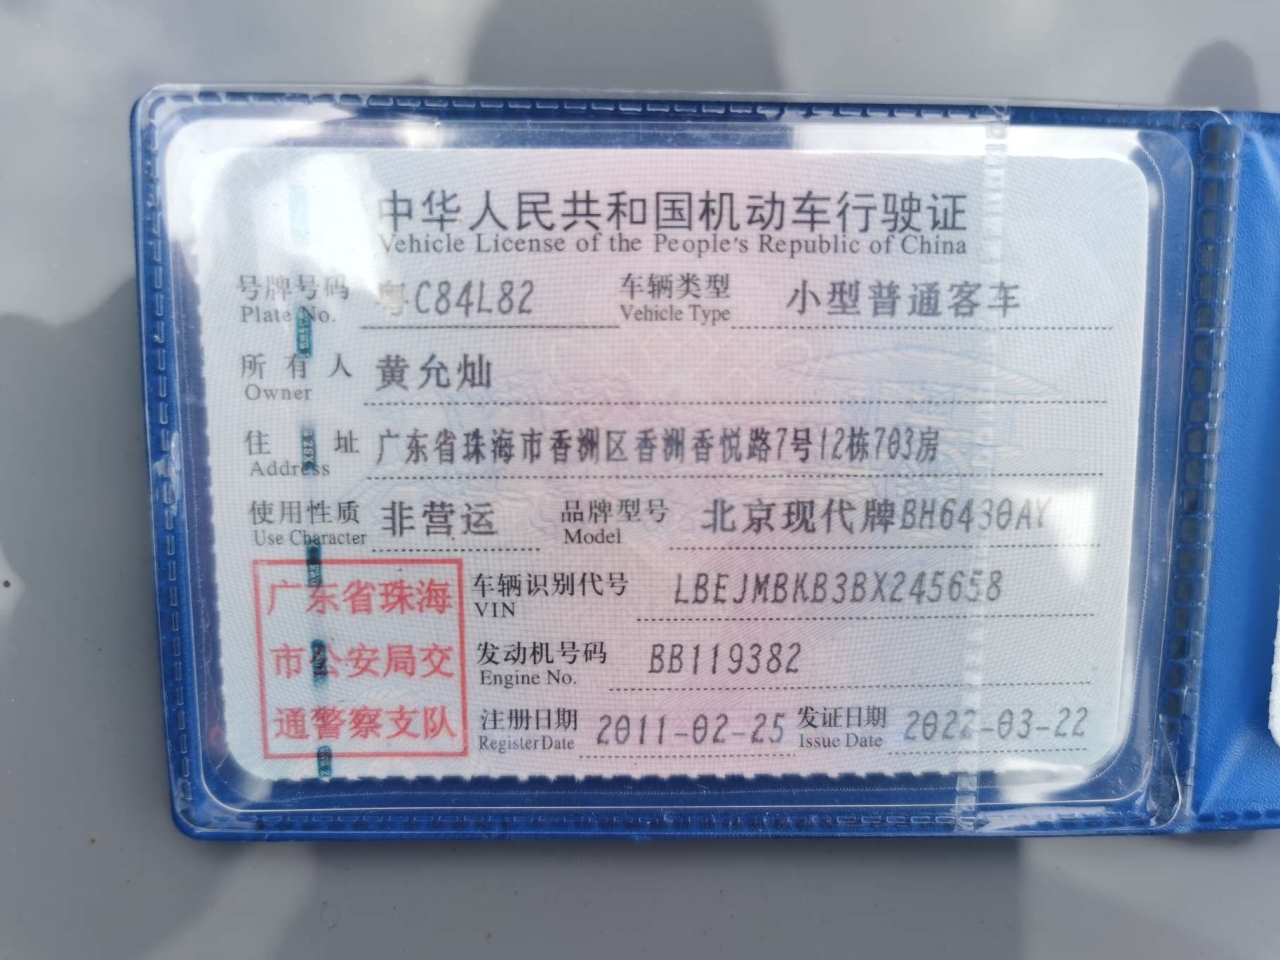 中华人民共和国机动车行驶证
Vehicle License of the People's Republic of China
号牌号码 粤C84L82 车辆类型 小型普通客车
Plate No. Vehicle Type
所有人 黄允灿
Owner
住址 广东省珠海市香洲区香洲香悦路7号12栋703房
Address
使用性质 非营运 品牌型号 北京现代牌BH6430AY
Use Character Model
广东省珠海
市公安局交
通警察支队
车辆识别代号 LBEJMBKB3BX245658
VIN
发动机号码 BB119382
Engine No.
注册日期 2011-02-25 发证日期 2022-03-22
Register Date Issue Date